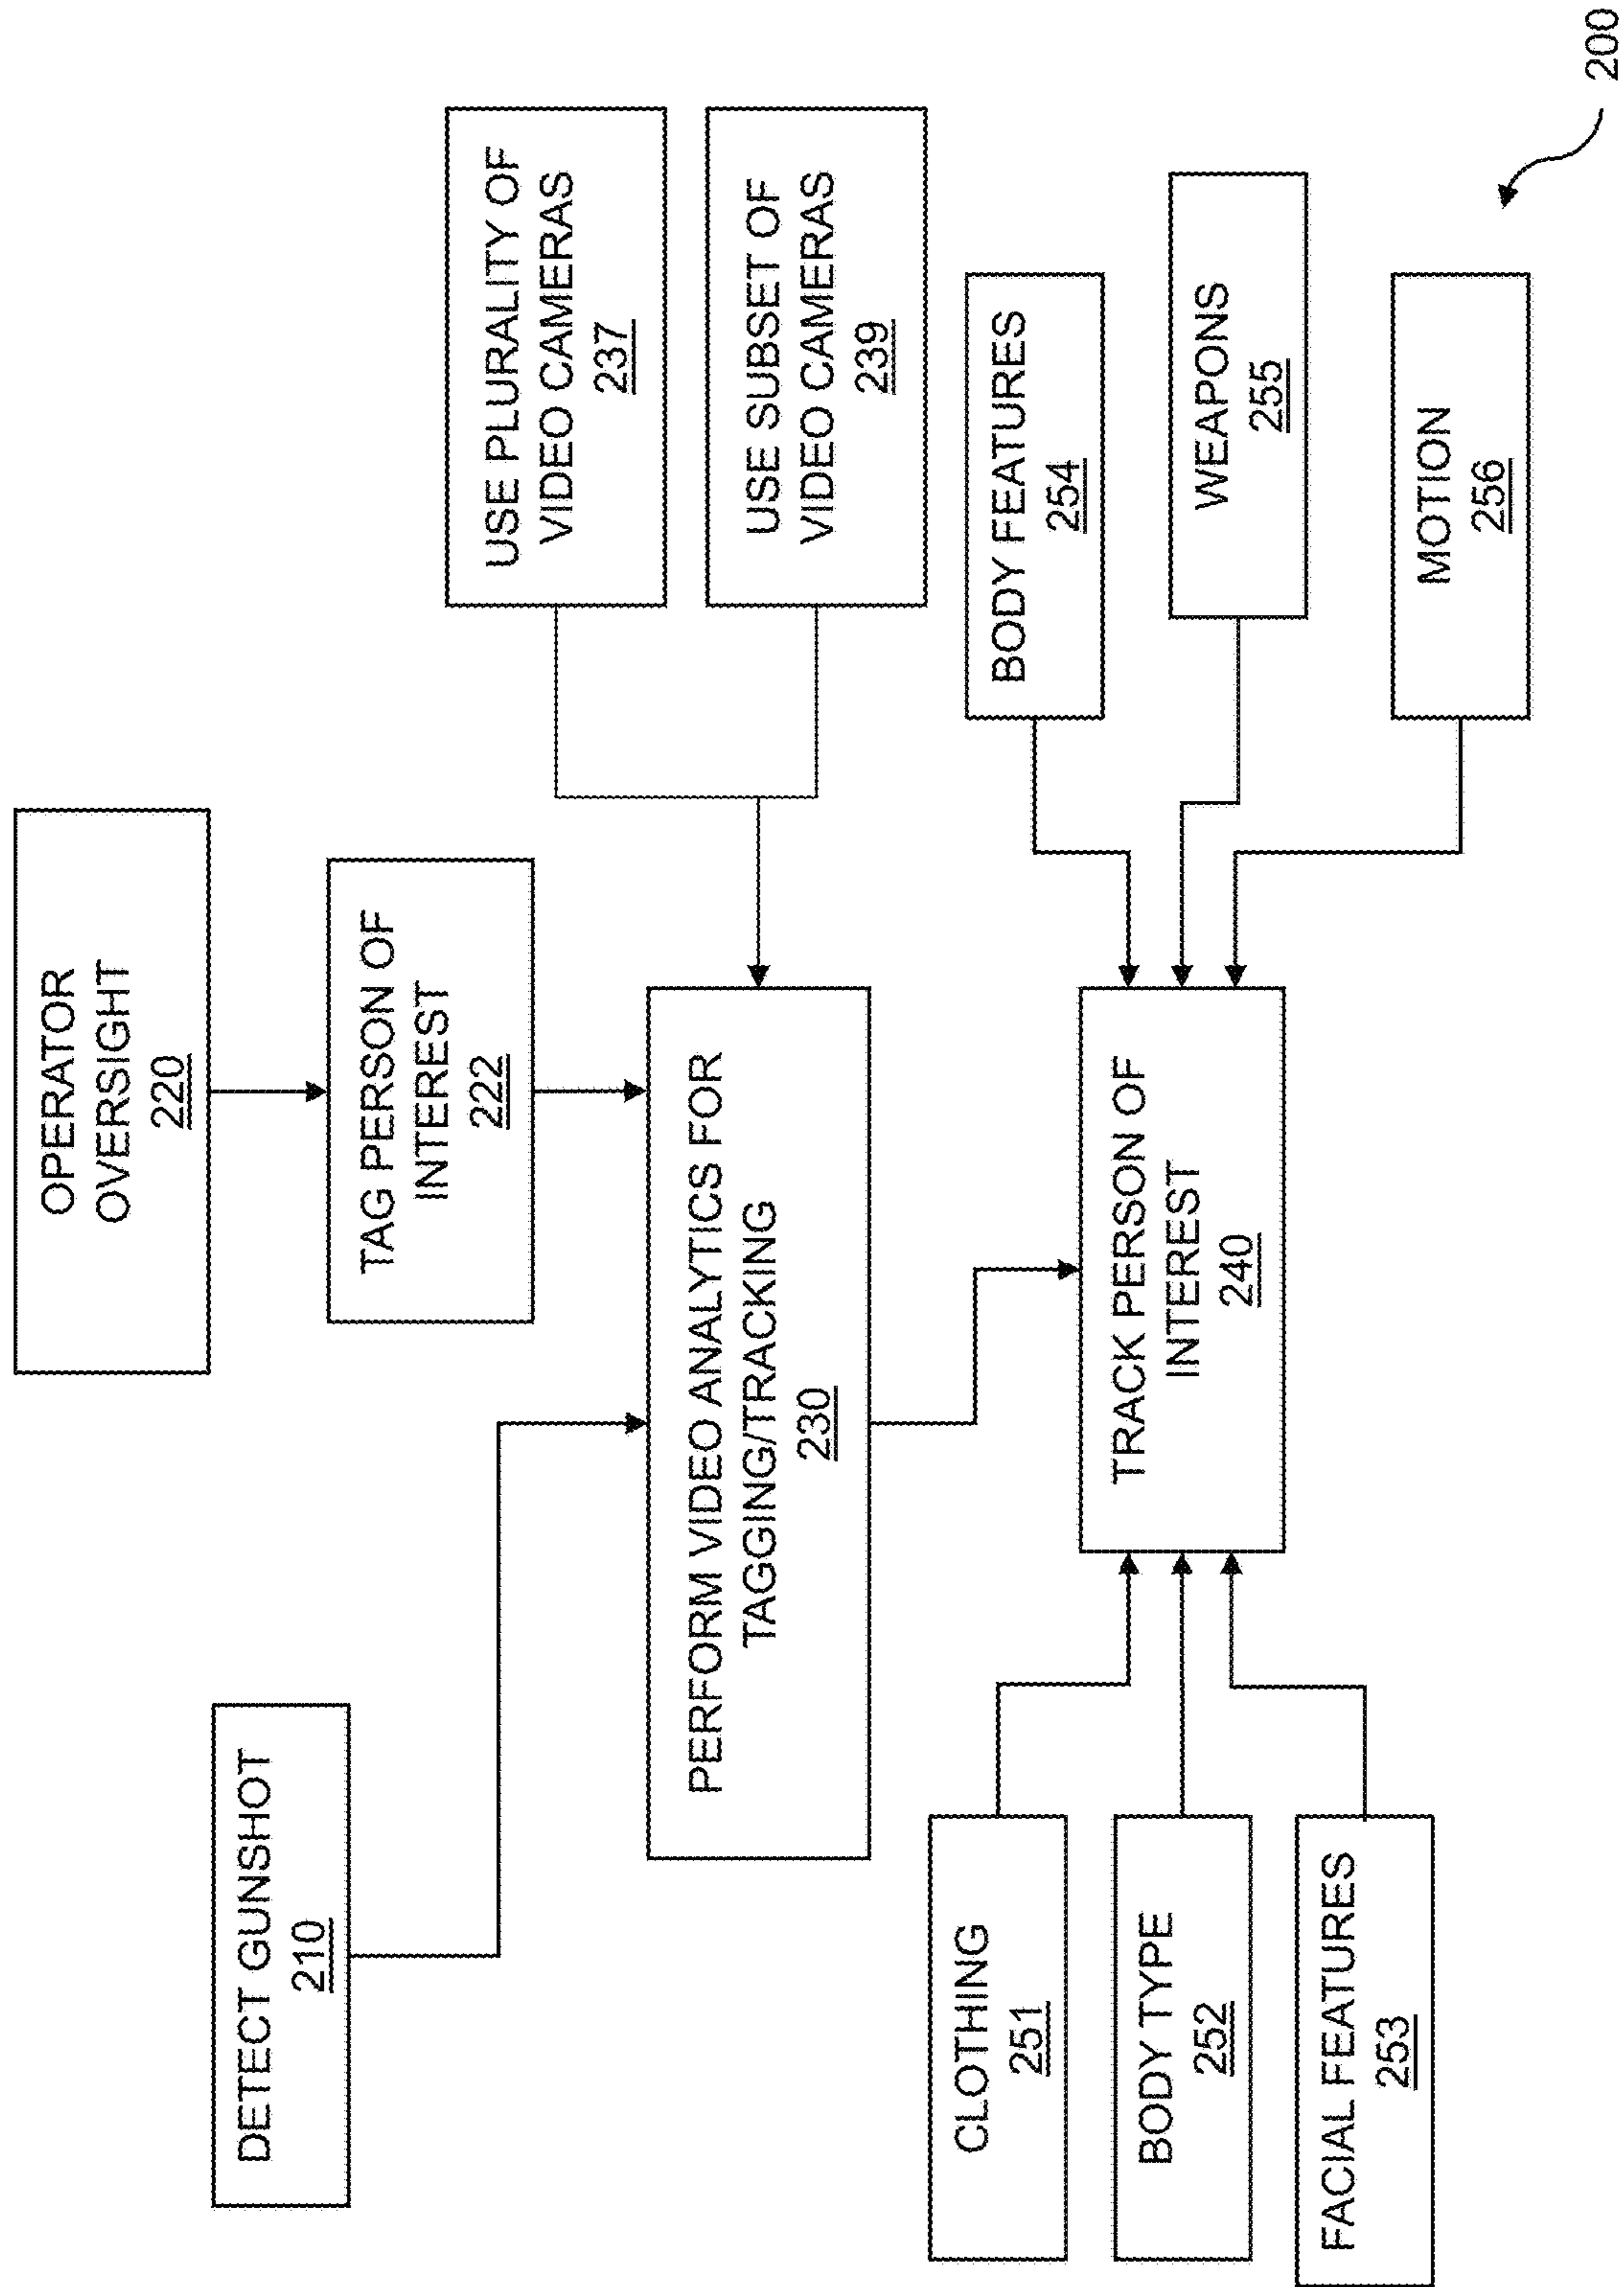 OPERATOR
OVERSIGHT
220
DETECT GUNSHOT
210
TAG PERSON OF
INTEREST
222
USE PLURALITY OF
VIDEO CAMERAS
237
PERFORM VIDEO ANALYTICS FOR
TAGGING/TRACKING
230
USE SUBSET OF
VIDEO CAMERAS
239
CLOTHING
251
BODY TYPE
252
FACIAL FEATURES
253
TRACK PERSON OF
INTEREST
240
BODY FEATURES
254
WEAPONS
255
MOTION
256
200